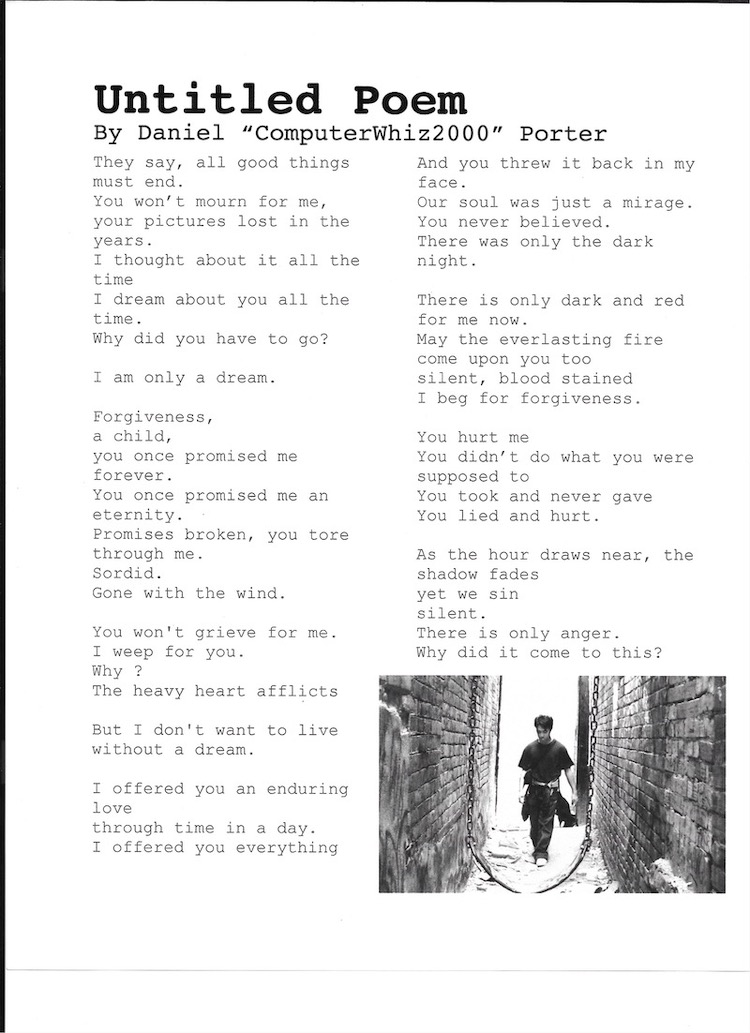 Untitled Poem
By Daniel “ComputerWhiz2000” Porter
They say, all good things
must end.
You won’t mourn for me,
your pictures lost in the
years.
I thought about it all the
time
I dream about you all the
time.
Why did you have to go?
I am only a dream.
Forgiveness,
a child,
you once promised me
forever.
You once promised me an
eternity.
Promises broken, you tore
through me.
Sordid.
Gone with the wind.
You won't grieve for me.
I weep for you.
Why ?
The heavy heart afflicts
But I don't want to live
without a dream.
I offered you an enduring
love
through time in a day.
I offered you everything
And you threw it back in my
face.
Our soul was just a mirage.
You never believed.
There was only the dark
night.
There is only dark and red
for me now.
May the everlasting fire
come upon you too
silent, blood stained
I beg for forgiveness.
You hurt me
You didn’t do what you were
supposed to
You took and never gave
You lied and hurt.
As the hour draws near, the
shadow fades
yet we sin
silent.
There is only anger.
Why did it come to this?